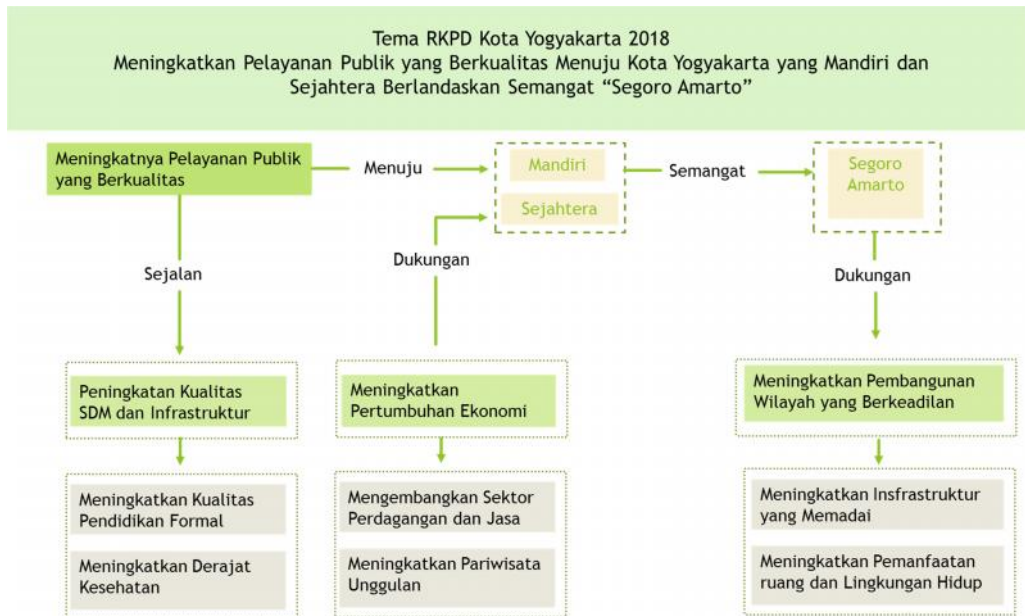 Tema RKPD Kota Yogyakarta 2018
Meningkatkan Pelayanan Publik yang Berkualitas Menuju Kota Yogyakarta yang Mandiri dan
Sejahtera Berlandaskan Semangat “Segoro Amarto”
Meningkatnya Pelayanan Publik
yang Berkualitas
Menuju
Mandiri
Sejahtera
Semangat
Segoro
Amarto
Sejalan
Dukungan
Dukungan
Peningkatan Kualitas
SDM dan Infrastruktur
Meningkatkan
Pertumbuhan Ekonomi
Meningkatkan Pembangunan
Wilayah yang Berkeadilan
Meningkatkan Kualitas
Pendidikan Formal
Meningkatkan Derajat
Kesehatan
Mengembangkan Sektor
Perdagangan dan Jasa
Meningkatkan Pariwisata
Unggulan
Meningkatkan Insfrastruktur
yang Memadai
Meningkatkan Pemanfaatan
ruang dan Lingkungan Hidup